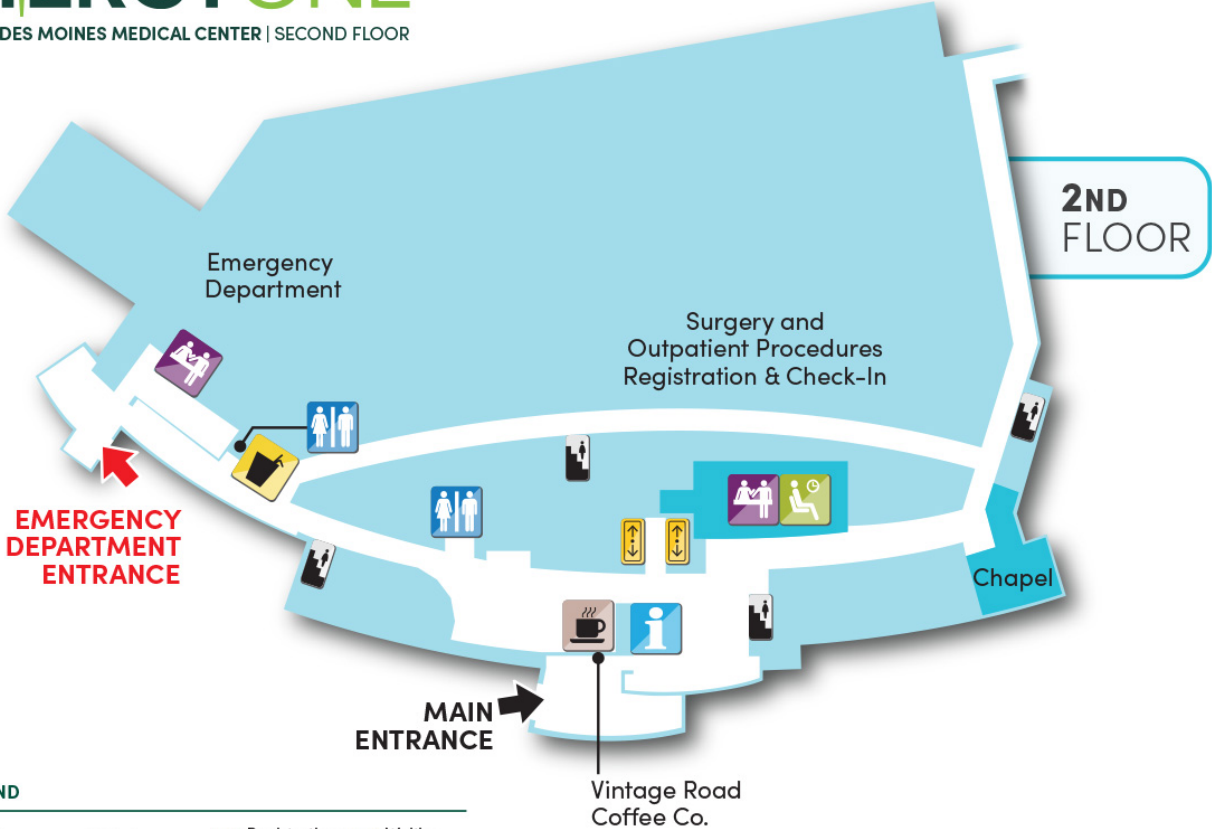 ONE
DES MOINES MEDICAL CENTER | SECOND FLOOR
2ND
FLOOR
Emergency
Department
Surgery and
Outpatient Procedures
Registration & Check-In
EMERGENCY
DEPARTMENT
ENTRANCE
Chapel
MAIN
ENTRANCE
Vintage Road
Coffee Co.